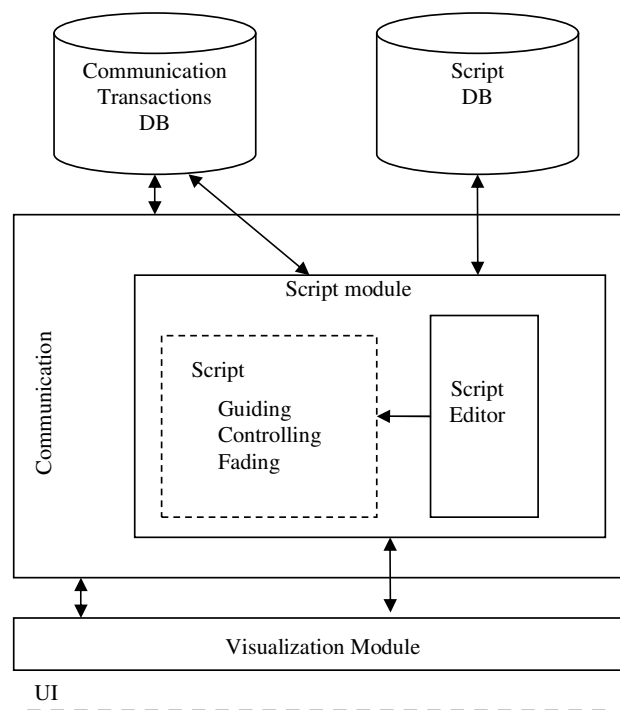 Communication
Transactions
DB
Script
DB
Script module
Communication
Script
Guiding
Controlling
Fading
Script
Editor
Visualization Module
UI